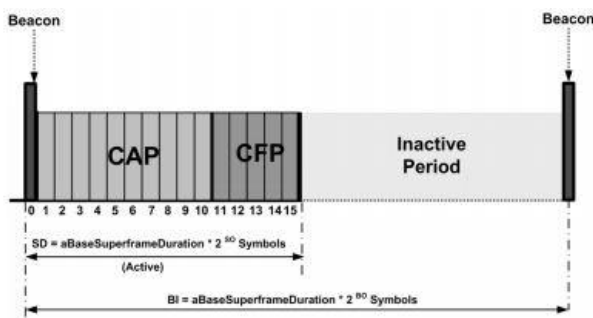 Beacon Beacon
CAP CFP Inactive
Period
0 1 2 3 4 5 6 7 8 9 10 11 12 13 14 15
SD = aBaseSuperframeDuration * 2 SO Symbols
(Active)
BI = aBaseSuperframeDuration * 2 BO Symbols